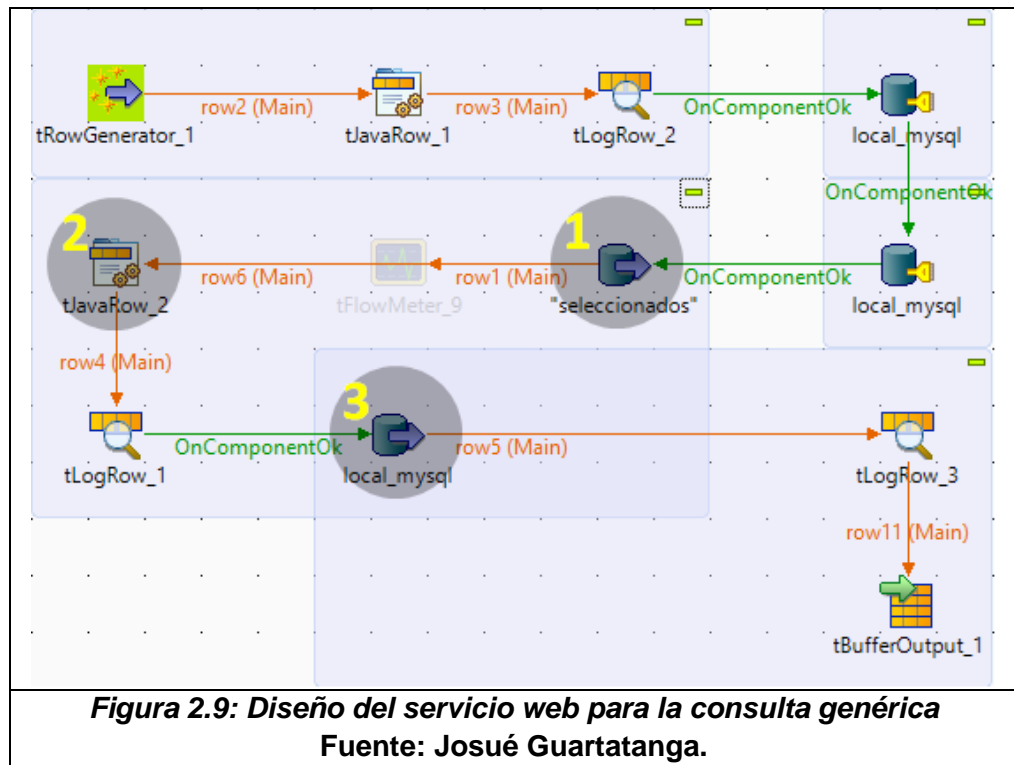 row2 (Main)
row3 (Main)
OnComponentOk
tRowGenerator_1
tJavaRow_1
tLogRow_2
local_mysql
OnComponentOk
2
1
row6 (Main)
row1 (Main)
OnComponentOk
tJavaRow_2
tFlowMeter_9
"seleccionados"
local_mysql
row4 (Main)
3
OnComponentOk
row5 (Main)
tLogRow_1
local_mysql
tLogRow_3
row11 (Main)
tBufferOutput_1
Figura 2.9: Diseño del servicio web para la consulta genérica
Fuente: Josué Guartatanga.